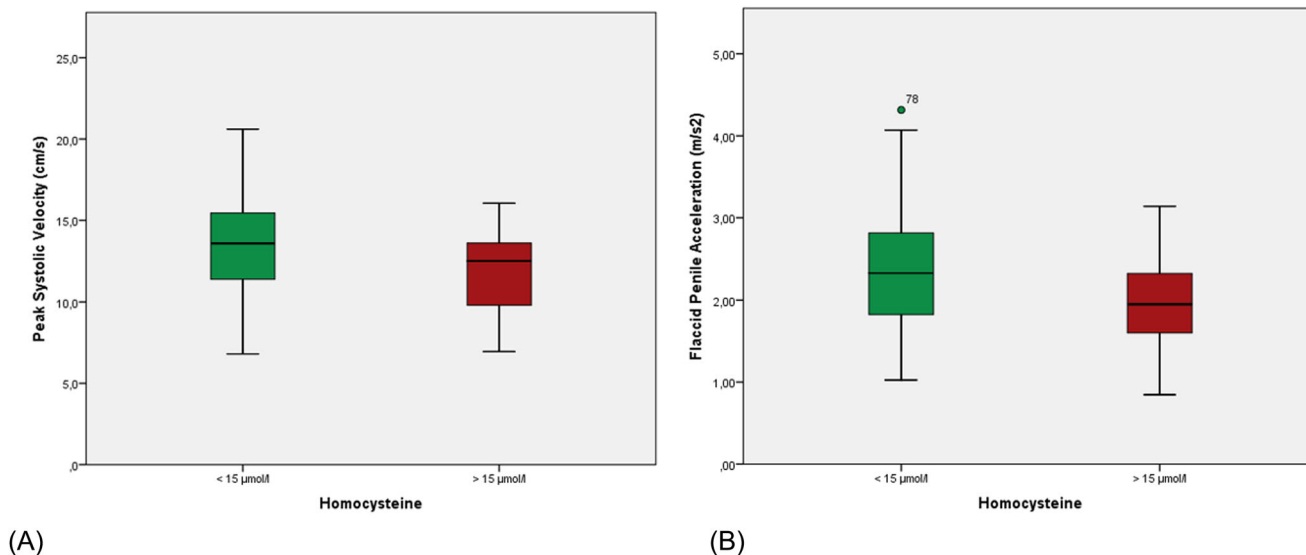 25,0
20,0
15,0
10,0
5,0
,0
Peak Systolic Velocity (cm/s)
< 15 µmol/l
> 15 µmol/l
Homocysteine
(A)
5,00
4,00
3,00
2,00
1,00
,00
Flaccid Penile Acceleration (m/s2)
78
< 15 µmol/l
> 15 µmol/l
Homocysteine
(B)